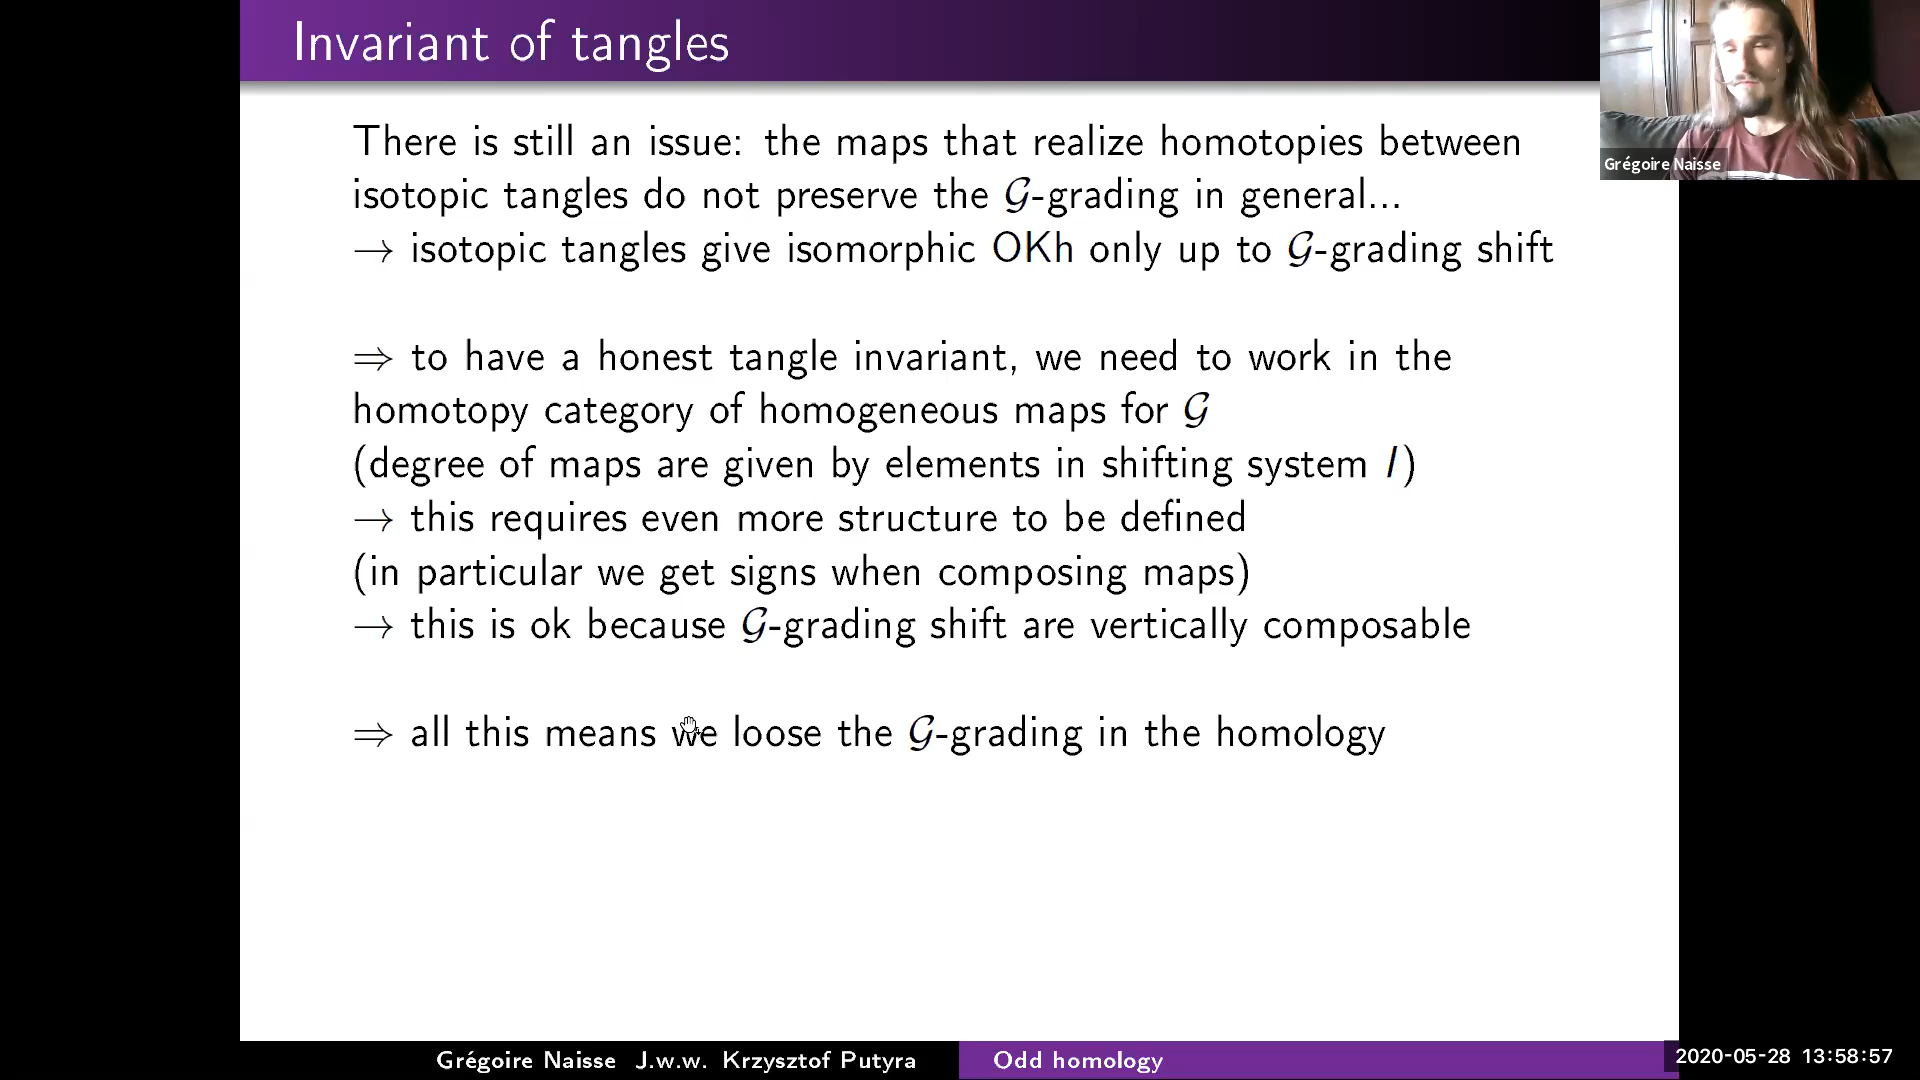 Invariant of tangles
Grégoire Naisse
There is still an issue: the maps that realize homotopies between
isotopic tangles do not preserve the 𝒢-grading in general...
→ isotopic tangles give isomorphic OKh only up to 𝒢-grading shift
⇒ to have a honest tangle invariant, we need to work in the
homotopy category of homogeneous maps for 𝒢
(degree of maps are given by elements in shifting system I)
→ this requires even more structure to be defined
(in particular we get signs when composing maps)
→ this is ok because 𝒢-grading shift are vertically composable
⇒ all this means we loose the 𝒢-grading in the homology
Grégoire Naisse J.w.w. Krzysztof Putyra
Odd homology
2020-05-28 13:58:57